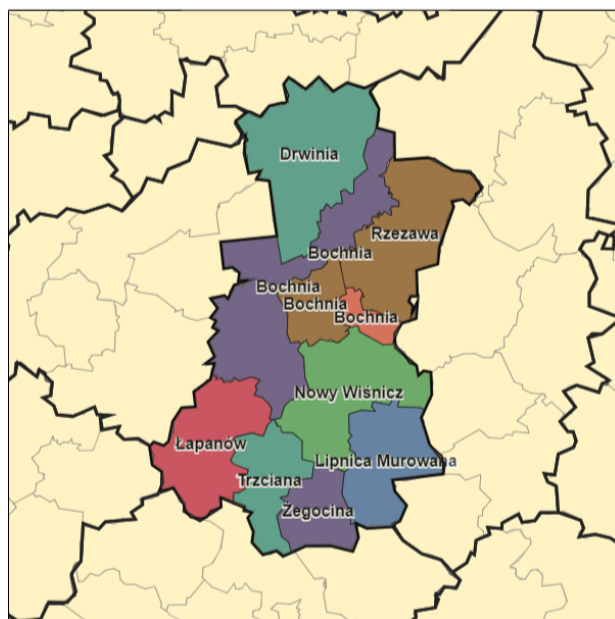 Drwinia
Rzezawa
Bochnia
Bochnia
Bochnia
Bochnia
Nowy Wiśnicz
Łapanów
Lipnica Murowana
Trzciana
Żegocina